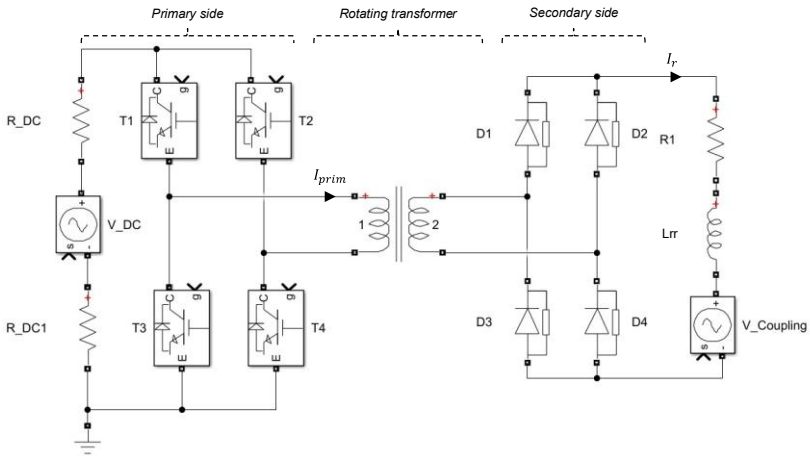 Primary side
Rotating transformer
Secondary side
I_r
R_DC
C
g
T1
E
C
g
T2
E
D1
D2
R1
+
I_prim
+
1
+
2
+
V_DC
s
-
Lrr
+
R_DC1
+
C
g
T3
E
C
g
T4
E
D3
D4
+
V_Coupling
s
-
+